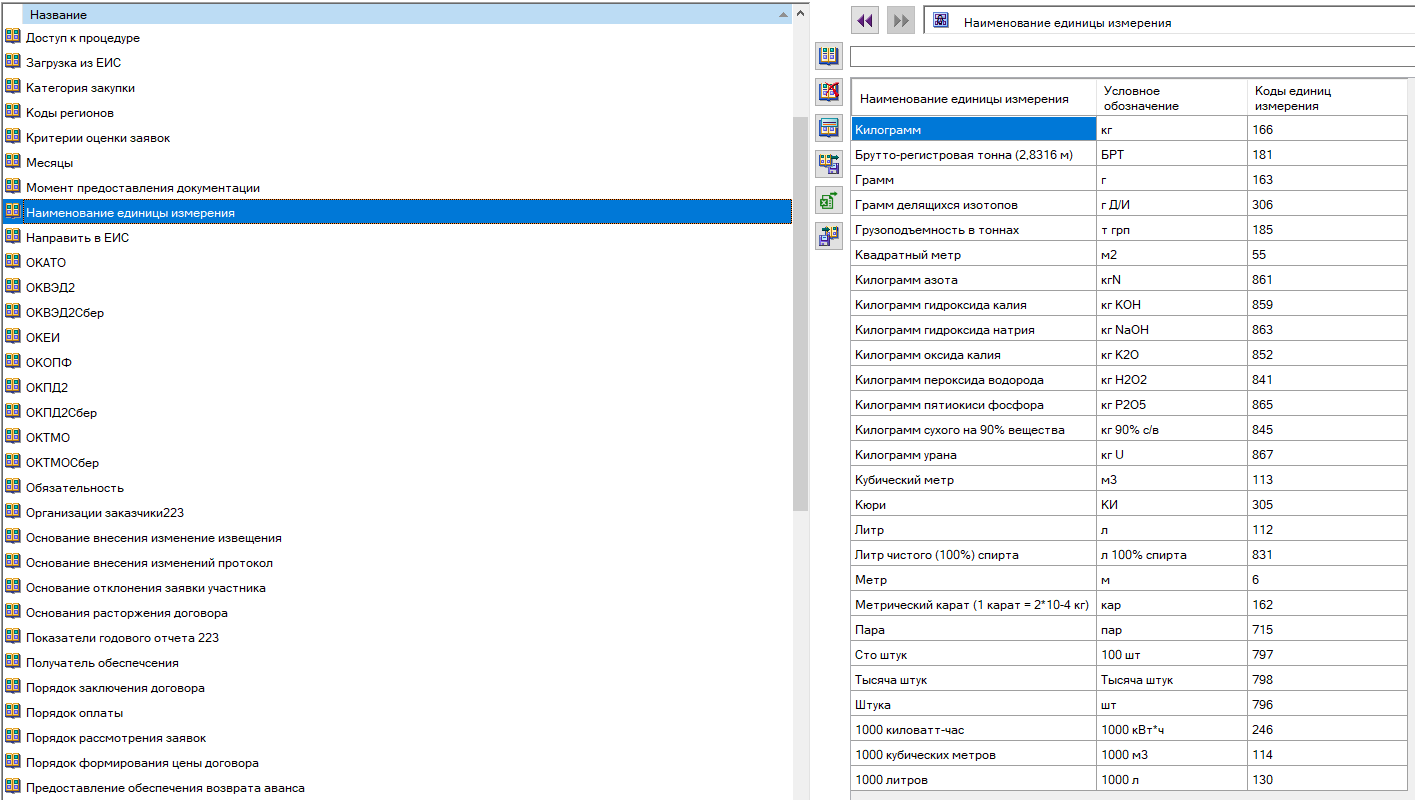 Название
Доступ к процедуре
Загрузка из ЕИС
Категория закупки
Коды регионов
Критерии оценки заявок
Месяцы
Момент предоставления документации
Наименование единицы измерения
Направить в ЕИС
ОКАТО
ОКВЭД2
ОКВЭД2Сбер
ОКЕИ
ОКОПФ
ОКПД2
ОКПД2Сбер
ОКТМО
ОКТМОСбер
Обязательность
Организации заказчики223
Основание внесения изменение извещения
Основание внесения изменений протокол
Основание отклонения заявки участника
Основания расторжения договора
Показатели годового отчета 223
Получатель обеспечсения
Порядок заключения договора
Порядок оплаты
Порядок рассмотрения заявок
Порядок формирования цены договора
Предоставление обеспечения возврата аванса
Наименование единицы измерения
Наименование единицы измерения Условное обозначение Коды единиц измерения
Килограмм кг 166
Брутто-регистровая тонна (2,8316 м) БРТ 181
Грамм г 163
Грамм делящихся изотопов г Д/И 306
Грузоподъемность в тоннах т грп 185
Квадратный метр м2 55
Килограмм азота кгN 861
Килограмм гидроксида калия кг KOH 859
Килограмм гидроксида натрия кг NaOH 863
Килограмм оксида калия кг K2O 852
Килограмм пероксида водорода кг H2O2 841
Килограмм пятиокиси фосфора кг P2O5 865
Килограмм сухого на 90% вещества кг 90% с/в 845
Килограмм урана кг U 867
Кубический метр м3 113
Кюри КИ 305
Литр л 112
Литр чистого (100%) спирта л 100% спирта 831
Метр м 6
Метрический карат (1 карат = 2*10-4 кг) кар 162
Пара пар 715
Сто штук 100 шт 797
Тысяча штук Тысяча штук 798
Штука шт 796
1000 киловатт-час 1000 кВт*ч 246
1000 кубических метров 1000 м3 114
1000 литров 1000 л 130